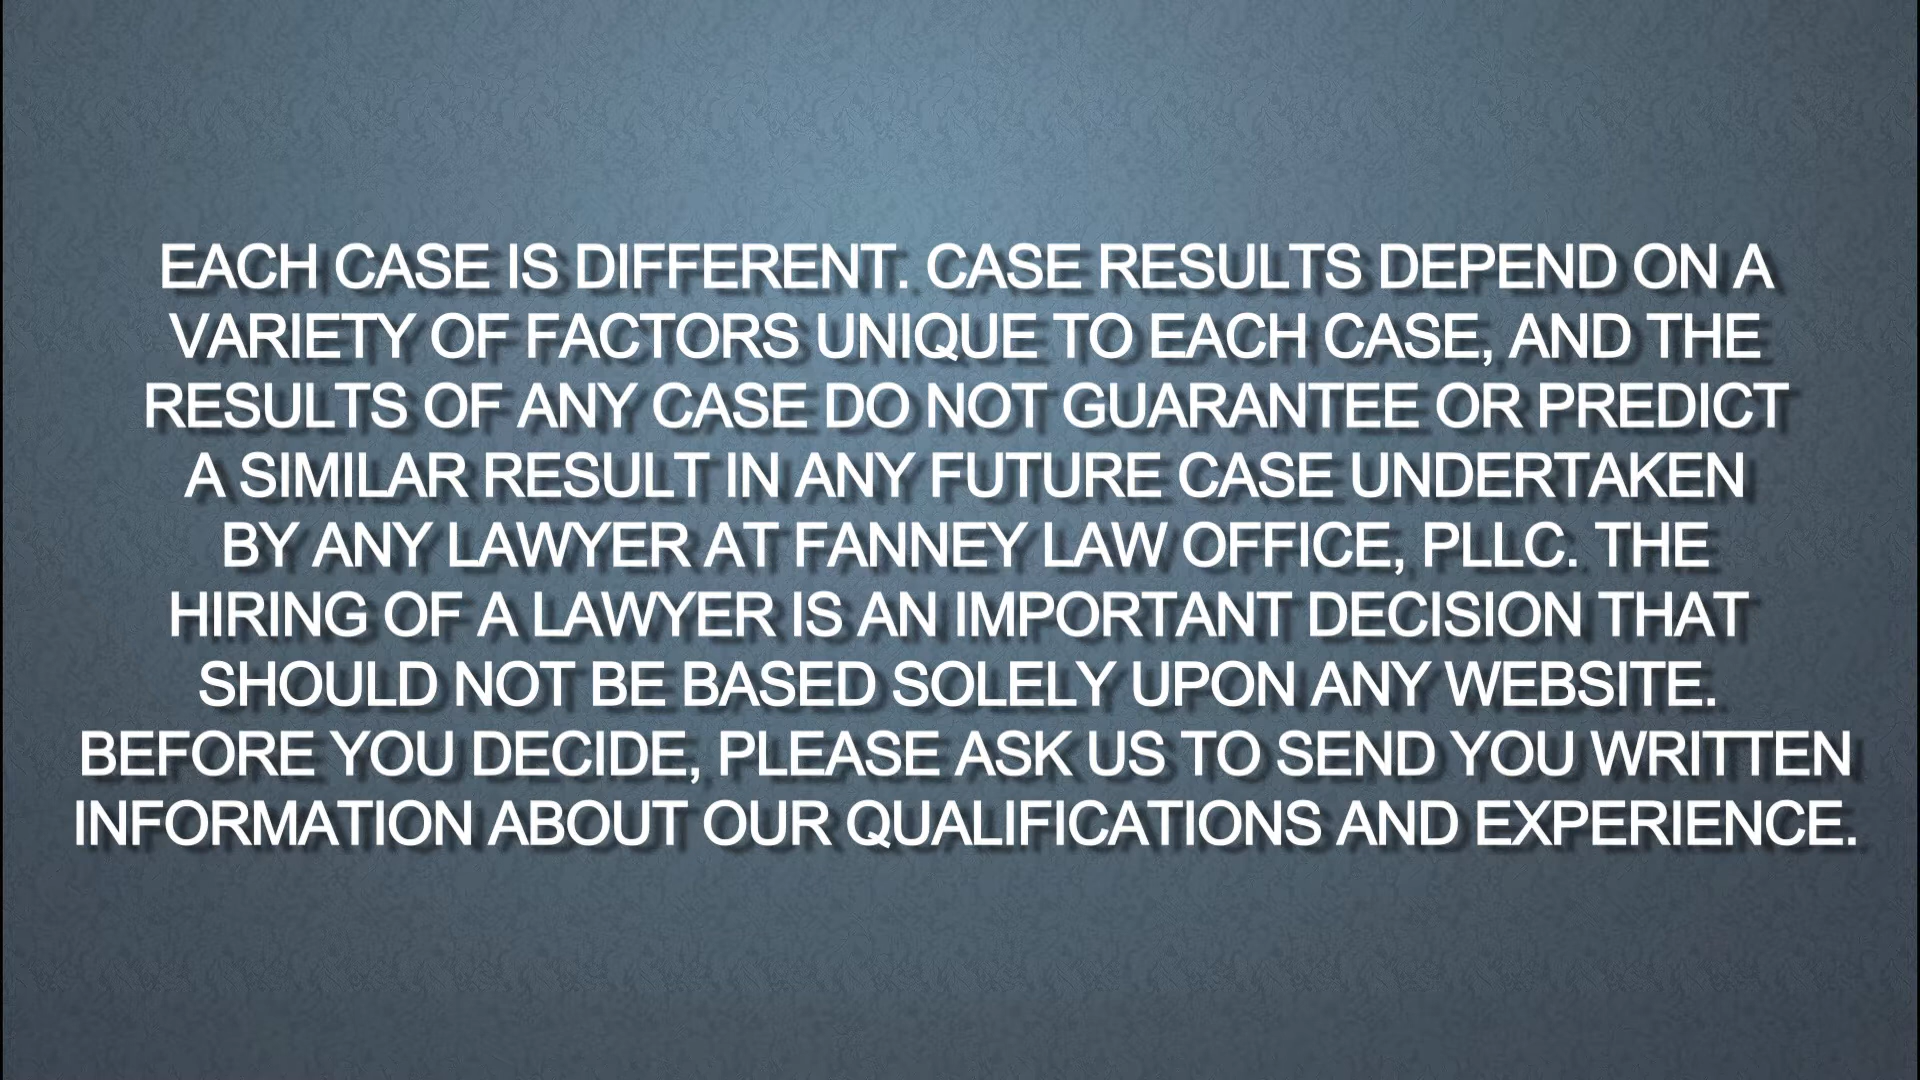 EACH CASE IS DIFFERENT. CASE RESULTS DEPEND ON A
VARIETY OF FACTORS UNIQUE TO EACH CASE, AND THE
RESULTS OF ANY CASE DO NOT GUARANTEE OR PREDICT
A SIMILAR RESULT IN ANY FUTURE CASE UNDERTAKEN
BY ANY LAWYER AT FANNEY LAW OFFICE, PLLC. THE
HIRING OF A LAWYER IS AN IMPORTANT DECISION THAT
SHOULD NOT BE BASED SOLELY UPON ANY WEBSITE.
BEFORE YOU DECIDE, PLEASE ASK US TO SEND YOU WRITTEN
INFORMATION ABOUT OUR QUALIFICATIONS AND EXPERIENCE.